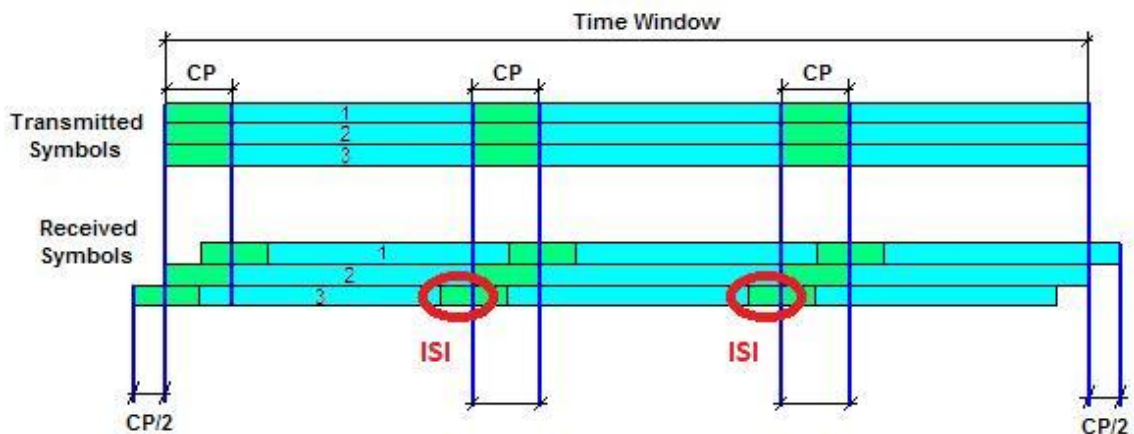 Time Window
CP
CP
CP
Transmitted
Symbols
1
2
3
Received
Symbols
1
2
3
ISI
ISI
CP/2
CP/2